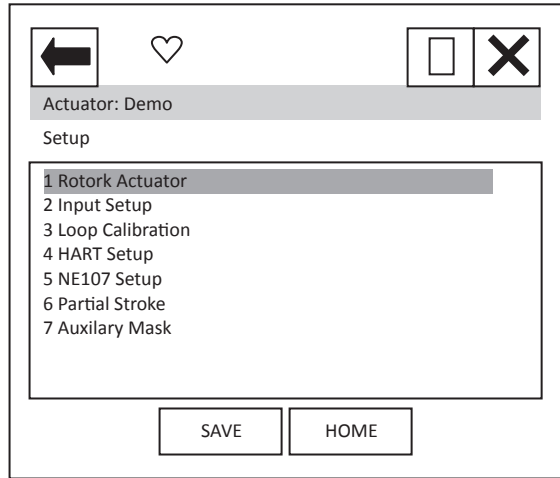 Actuator: Demo
Setup
1 Rotork Actuator
2 Input Setup
3 Loop Calibration
4 HART Setup
5 NE107 Setup
6 Partial Stroke
7 Auxilary Mask
SAVE HOME